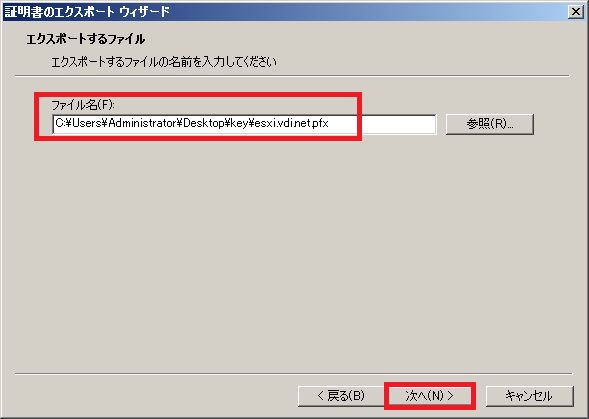 証明書のエクスポート ウィザード
エクスポートするファイル
エクスポートするファイルの名前を入力してください
ファイル名(F):
C:¥Users¥Administrator¥Desktop¥key¥esxi.vdi.net.pfx
参照(R)...
< 戻る(B)
次へ(N) >
キャンセル